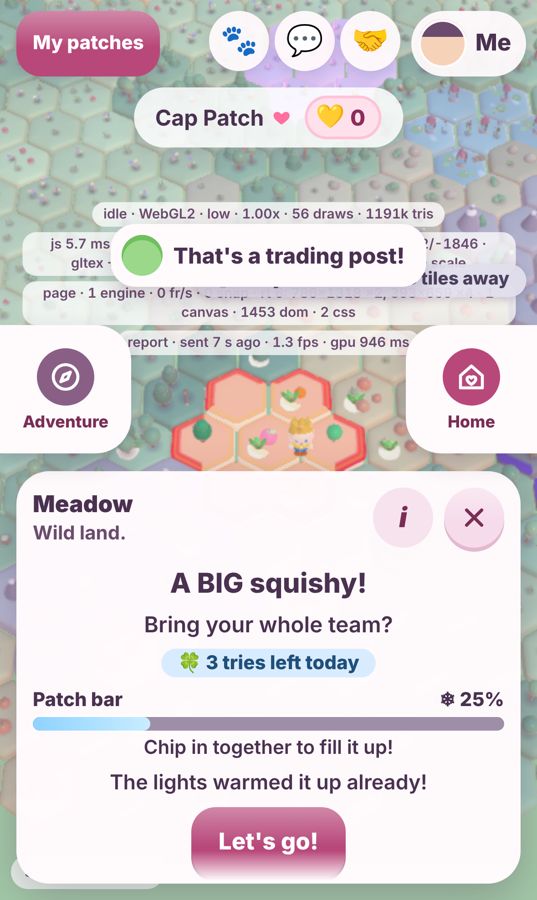 My patches
Me
Cap Patch
0
idle · WebGL2 · low · 1.00x · 56 draws · 1191k tris
js 5.7 ms
2/-1846 ·
gltex
scale
That's a trading post!
tiles away
page · 1 engine · 0 fr/s ·
canvas · 1453 dom · 2 css
report · sent 7 s ago · 1.3 fps · gpu 946 ms
Adventure
Home
Meadow
i
Wild land.
A BIG squishy!
Bring your whole team?
3 tries left today
Patch bar
25%
Chip in together to fill it up!
The lights warmed it up already!
Let's go!